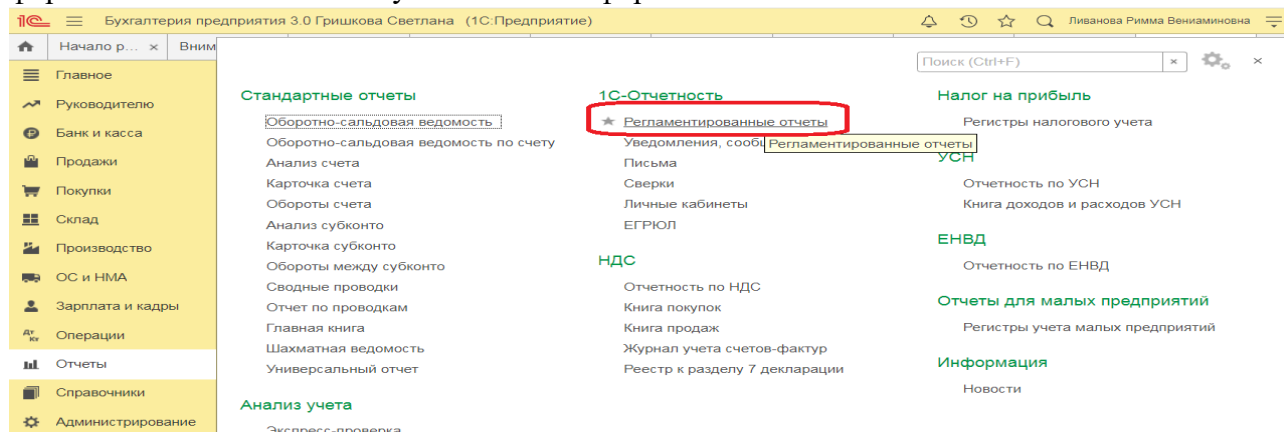 1С Бухгалтерия предприятия 3.0 Гришкова Светлана (1С:Предприятие) Ливанова Римма Вениаминовна
Начало р... × Вним
Поиск (Ctrl+F) × ×
Главное
Руководителю
Банк и касса
Продажи
Покупки
Склад
Производство
ОС и НМА
Зарплата и кадры
Операции
Отчеты
Справочники
Администрирование
Стандартные отчеты
Оборотно-сальдовая ведомость
Оборотно-сальдовая ведомость по счету
Анализ счета
Карточка счета
Обороты счета
Анализ субконто
Карточка субконто
Обороты между субконто
Сводные проводки
Отчет по проводкам
Главная книга
Шахматная ведомость
Универсальный отчет
Анализ учета
Экспресс-проверка
1С-Отчетность
Регламентированные отчеты
Уведомления, сооб
Регламентированные отчеты
Письма
Сверки
Личные кабинеты
ЕГРЮЛ
НДС
Отчетность по НДС
Книга покупок
Книга продаж
Журнал учета счетов-фактур
Реестр к разделу 7 декларации
Налог на прибыль
Регистры налогового учета
УСН
Отчетность по УСН
Книга доходов и расходов УСН
ЕНВД
Отчетность по ЕНВД
Отчеты для малых предприятий
Регистры учета малых предприятий
Информация
Новости